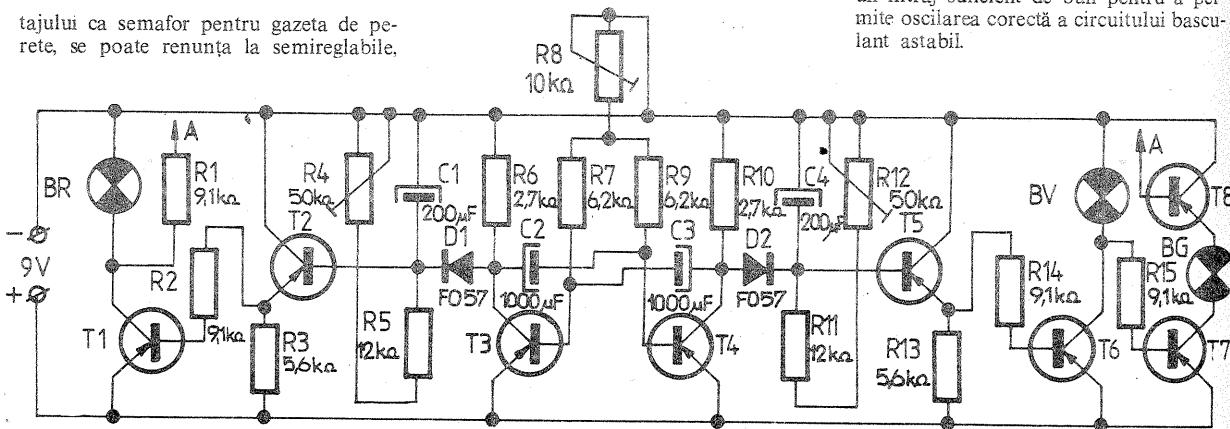 tajului ca semafor pentru gazeta de pe-
rete, se poate renunța la semireglabile,
mite oscilarea corectă a circuitului bascu-
lant astabil.
R8
10kΩ
A
BR
R1
9,1kΩ
R2
9,1kΩ
T2
R4
50kΩ
C1
200μF
R6
2,7kΩ
R7
6,2kΩ
R9
6,2kΩ
R10
2,7kΩ
C4
200μF
R12
50kΩ
T5
BV
A
T8
BG
− 9V +
D1
F057
C2
1000μF
C3
1000μF
D2
F057
R14
9,1kΩ
R15
9,1kΩ
T1
R3
5,6kΩ
R5
12kΩ
T3
T4
R11
12kΩ
R13
5,6kΩ
T6
T7